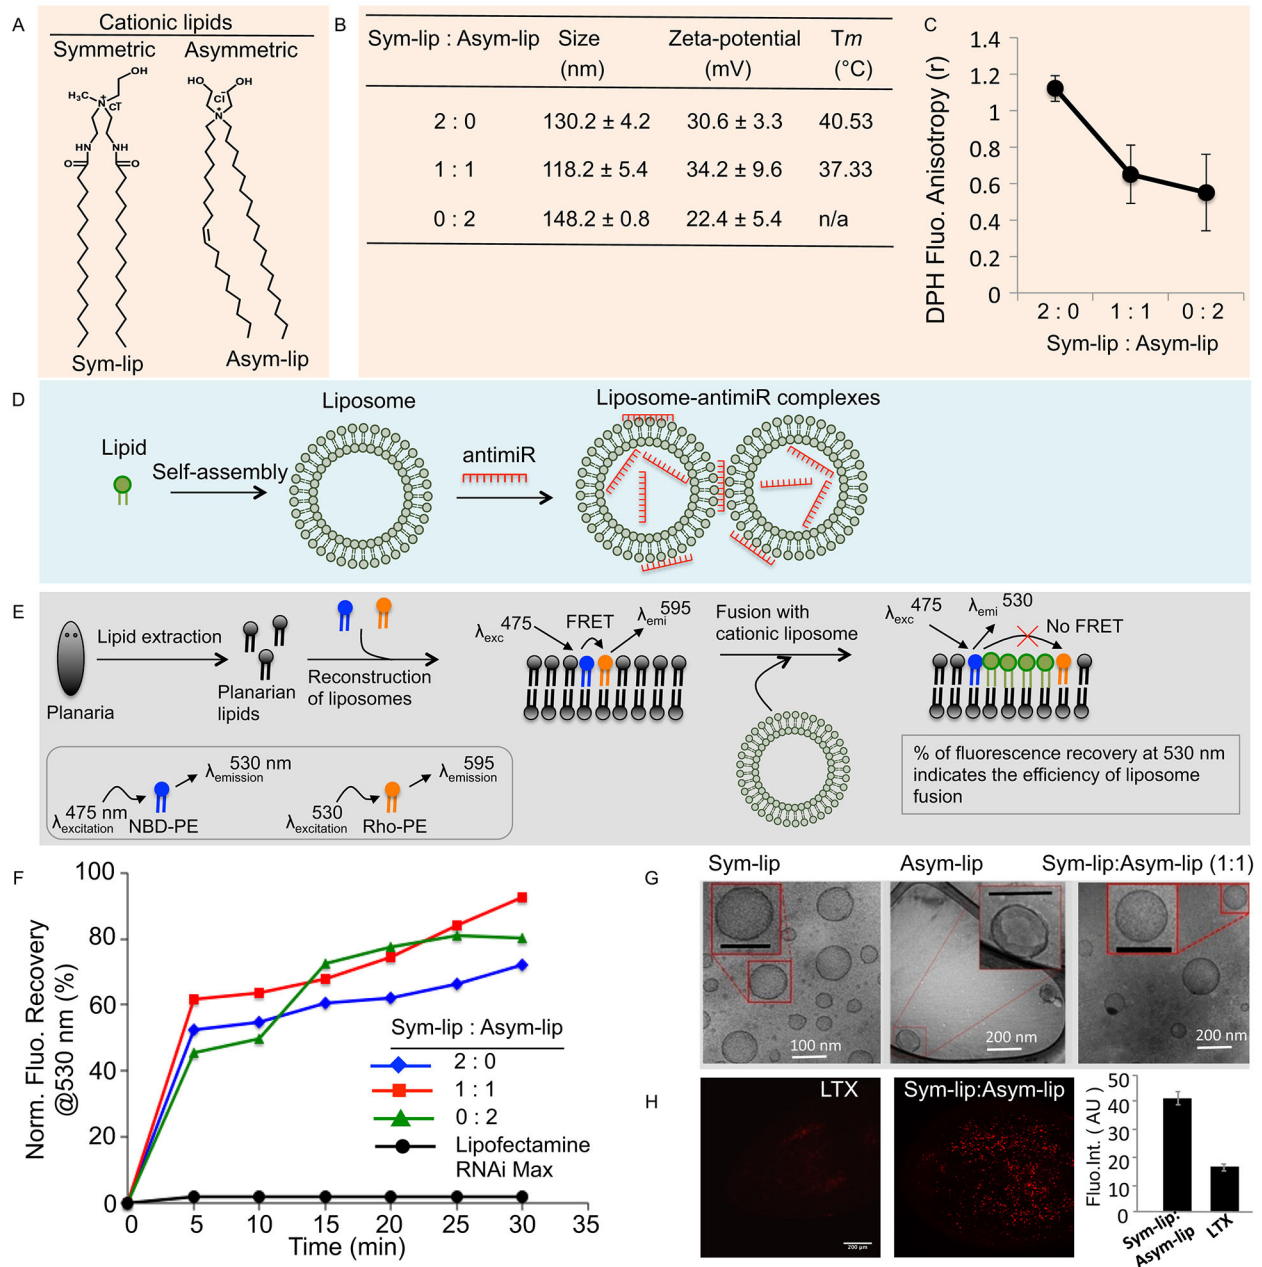 A
Cationic lipids
Symmetric Asymmetric
OH
H₃C
N
+
Cl⁻
HN NH
O O
Sym-lip
HO OH
Cl⁻
+
N
Asym-lip
B
Sym-lip : Asym-lip Size (nm) Zeta-potential (mV) Tm (°C)
2 : 0 130.2 ± 4.2 30.6 ± 3.3 40.53
1 : 1 118.2 ± 5.4 34.2 ± 9.6 37.33
0 : 2 148.2 ± 0.8 22.4 ± 5.4 n/a
C
DPH Fluo. Anisotropy (r)
1.4
1.2
1
0.8
0.6
0.4
0.2
0
2 : 0 1 : 1 0 : 2
Sym-lip : Asym-lip
D
Lipid
Self-assembly
Liposome
antimiR
Liposome-antimiR complexes
E
Planaria
Lipid extraction
Planarian
lipids
Reconstruction
of liposomes
λexc 475
FRET
λemi 595
Fusion with
cationic liposome
λexc 475
λemi 530
No FRET
λexcitation 475 nm
NBD-PE
λemission 530 nm
λexcitation 530
Rho-PE
λemission 595
% of fluorescence recovery at 530 nm
indicates the efficiency of liposome
fusion
F
Norm. Fluo. Recovery
@530 nm (%)
100
80
60
40
20
0
0 5 10 15 20 25 30 35
Time (min)
Sym-lip : Asym-lip
2 : 0
1 : 1
0 : 2
Lipofectamine
RNAi Max
G
Sym-lip Asym-lip Sym-lip:Asym-lip (1:1)
100 nm
200 nm
200 nm
H
LTX
200 µm
Sym-lip:Asym-lip
Fluo.Int. ( AU )
50
40
30
20
10
0
Sym-lip:
Asym-lip
LTX